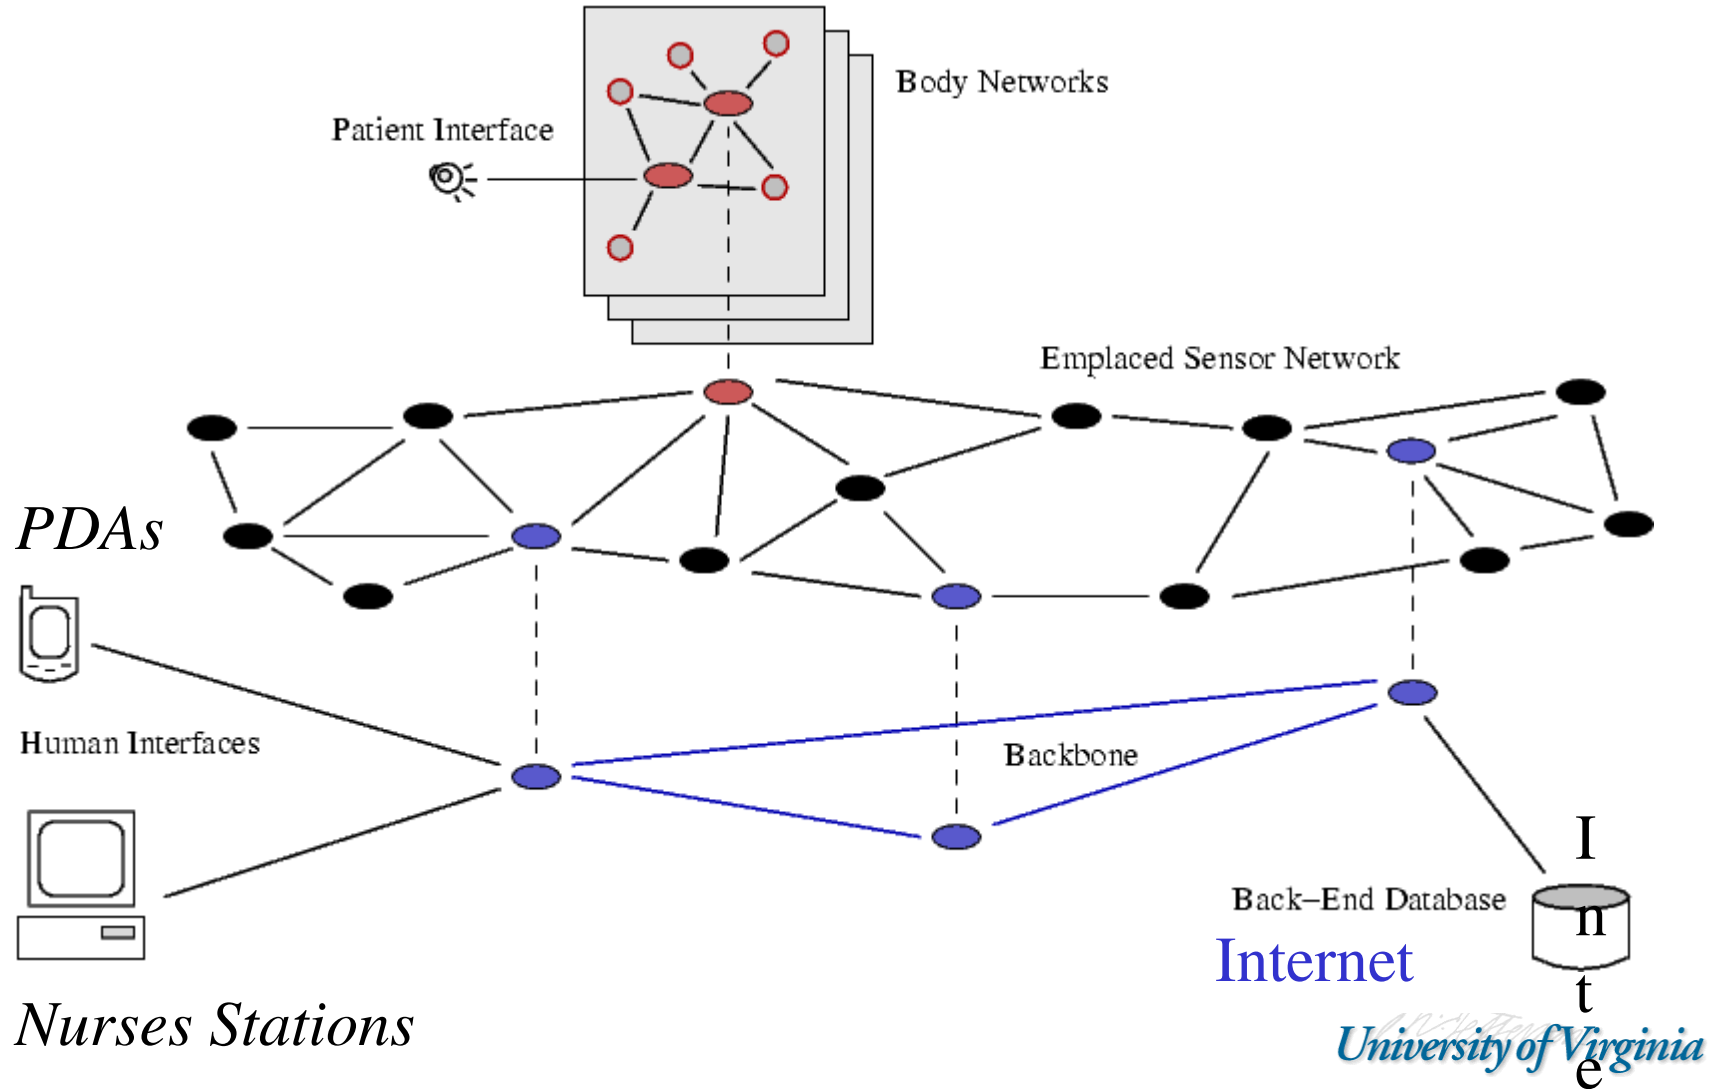 Body Networks
Patient Interface
Emplaced Sensor Network
PDAs
Human Interfaces
Backbone
Back–End Database
Internet
I
n
t
e
Nurses Stations
University of Virginia